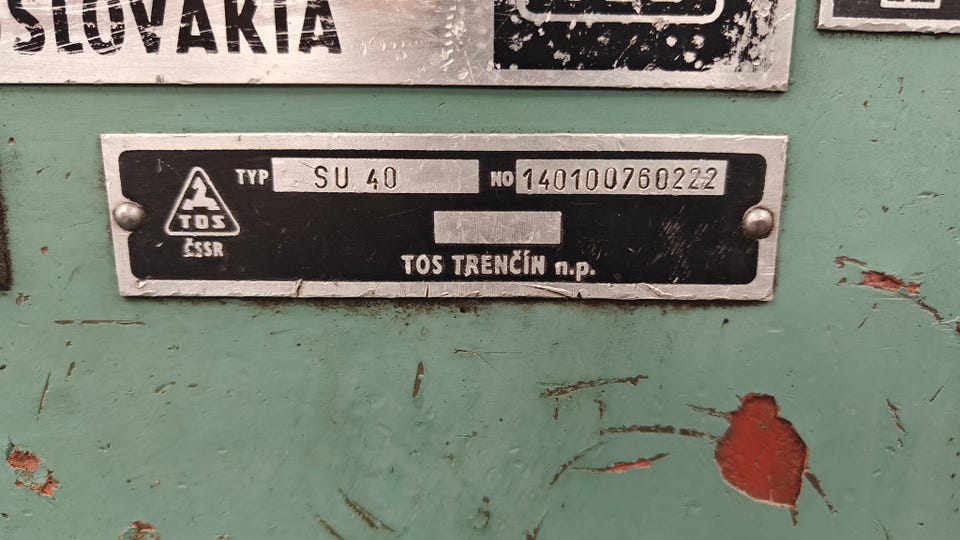 SLOVAKIA
TYP SU 40 NO 140100760222
TOS
ČSSR
TOS TRENČÍN n.p.